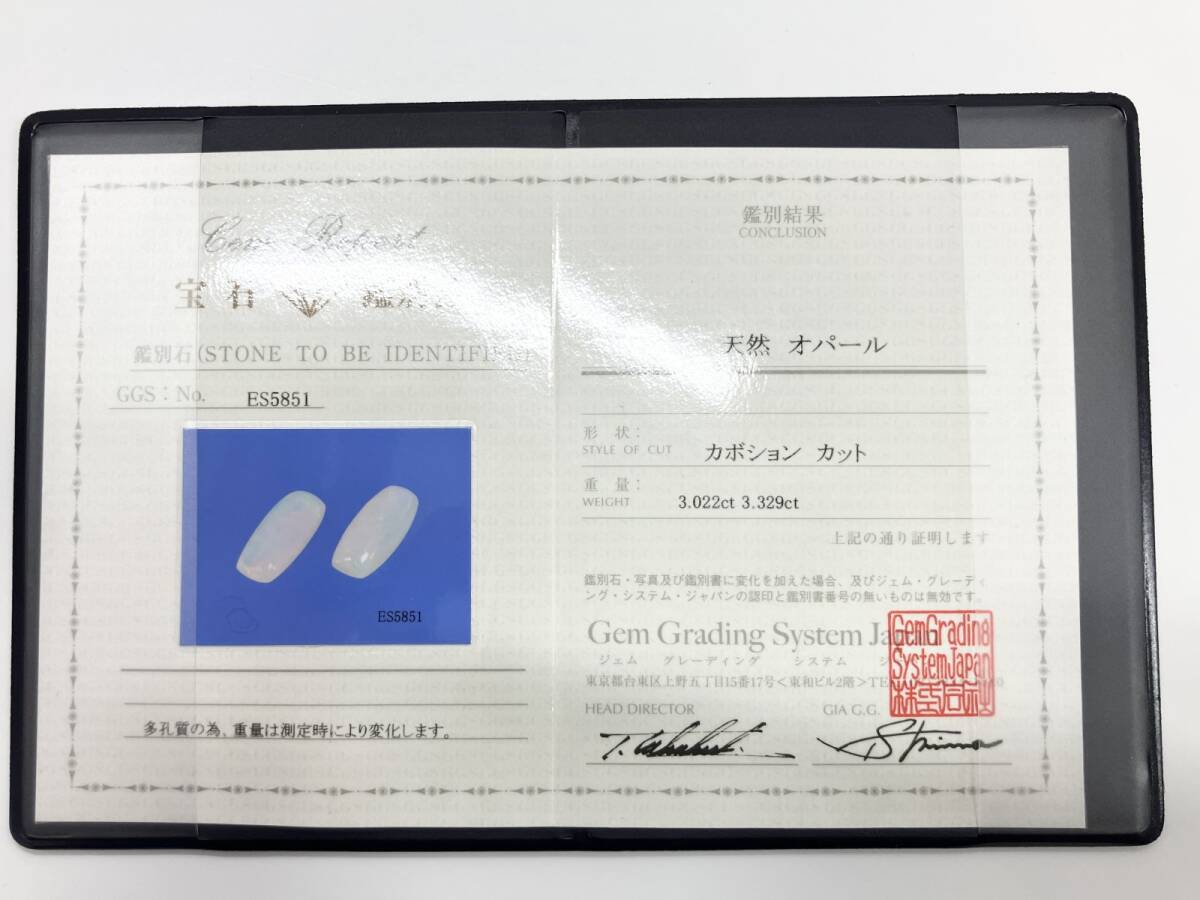 Gem Report
宝石
鑑別石(STONE TO BE IDENTIFIED)
GGS：No. ES5851
ES5851
多孔質の為、重量は測定時により変化します。
鑑別結果
CONCLUSION
天然 オパール
形 状：
STYLE OF CUT カボション カット
重 量：
WEIGHT 3.022ct 3.329ct
上記の通り証明します
鑑別石・写真及び鑑別書に変化を加えた場合、及びジェム・グレーディ
ング・システム・ジャパンの認印と鑑別書番号の無いものは無効です。
Gem Grading System Japan
ジェム グレーディング システム
東京都台東区上野五丁目15番17号＜東和ビル2階＞TE
GemGrading
SystemJapan
HEAD DIRECTOR GIA G.G.